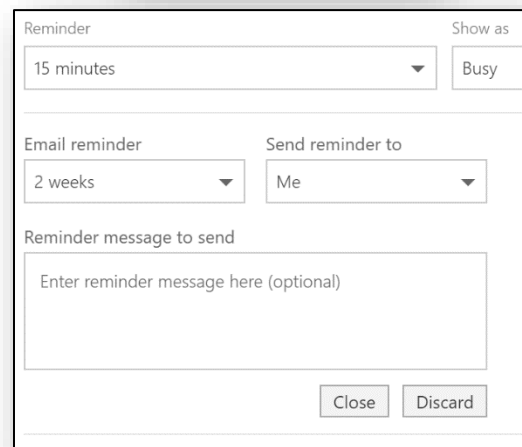 Reminder Show as
15 minutes Busy
Email reminder Send reminder to
2 weeks Me
Reminder message to send
Enter reminder message here (optional)
Close Discard